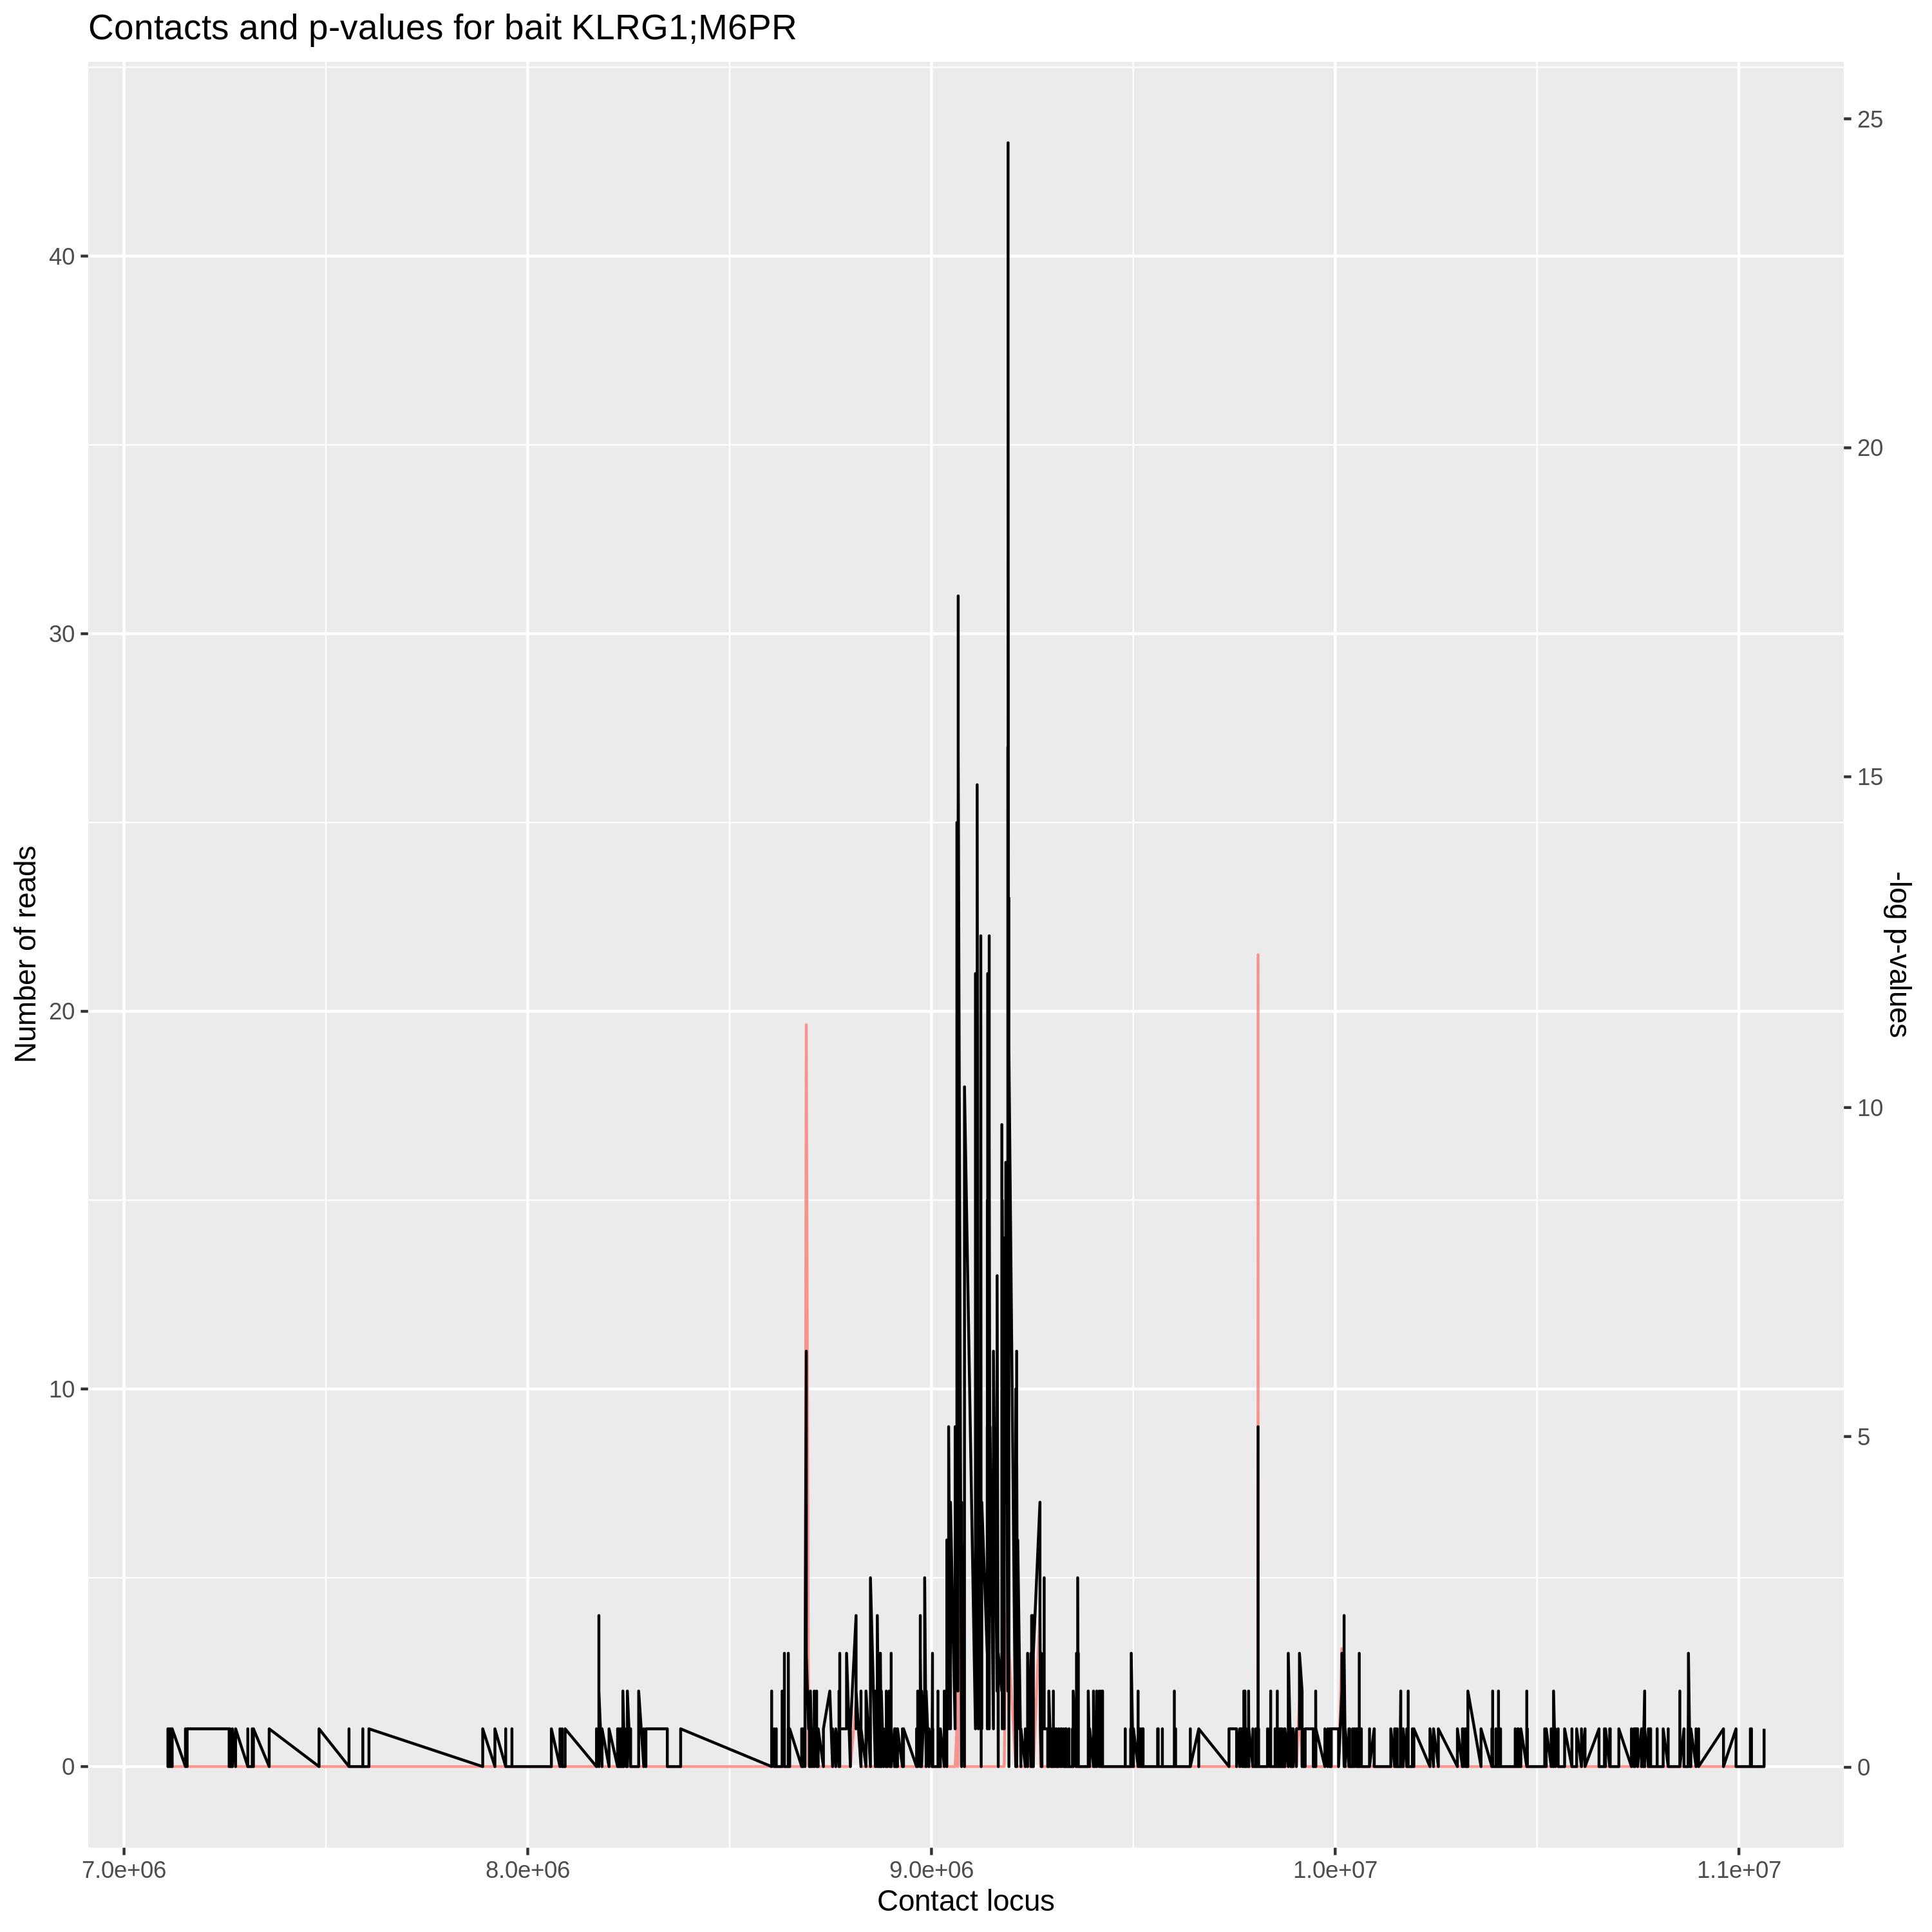 Contacts and p-values for bait KLRG1;M6PR
40
30
20
10
0
Number of reads
25
20
15
10
5
0
-log p-values
7.0e+06
8.0e+06
9.0e+06
1.0e+07
1.1e+07
Contact locus